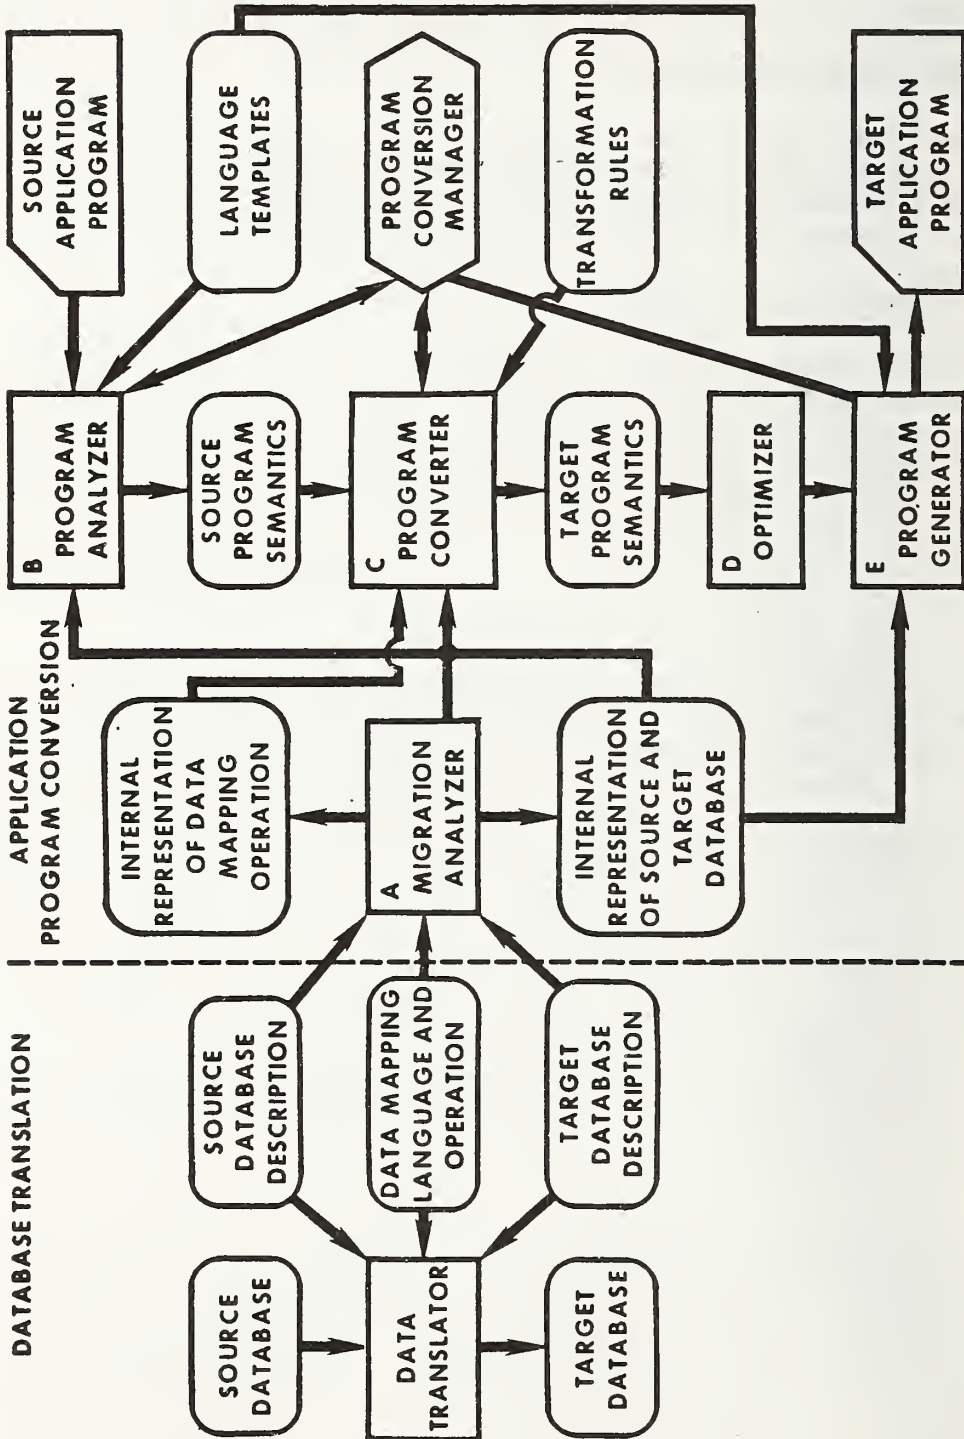 DATABASE TRANSLATION
APPLICATION
PROGRAM CONVERSION
SOURCE
DATABASE
DATA
TRANSLATOR
TARGET
DATABASE
SOURCE
DATABASE
DESCRIPTION
DATA MAPPING
LANGUAGE AND
OPERATION
TARGET
DATABASE
DESCRIPTION
INTERNAL
REPRESENTATION
OF DATA
MAPPING
OPERATION
A
MIGRATION
ANALYZER
INTERNAL
REPRESENTATION
OF SOURCE AND
TARGET
DATABASE
B
PROGRAM
ANALYZER
SOURCE
PROGRAM
SEMANTICS
C
PROGRAM
CONVERTER
TARGET
PROGRAM
SEMANTICS
D
OPTIMIZER
E
PROGRAM
GENERATOR
SOURCE
APPLICATION
PROGRAM
LANGUAGE
TEMPLATES
PROGRAM
CONVERSION
MANAGER
TRANSFORMATION
RULES
TARGET
APPLICATION
PROGRAM